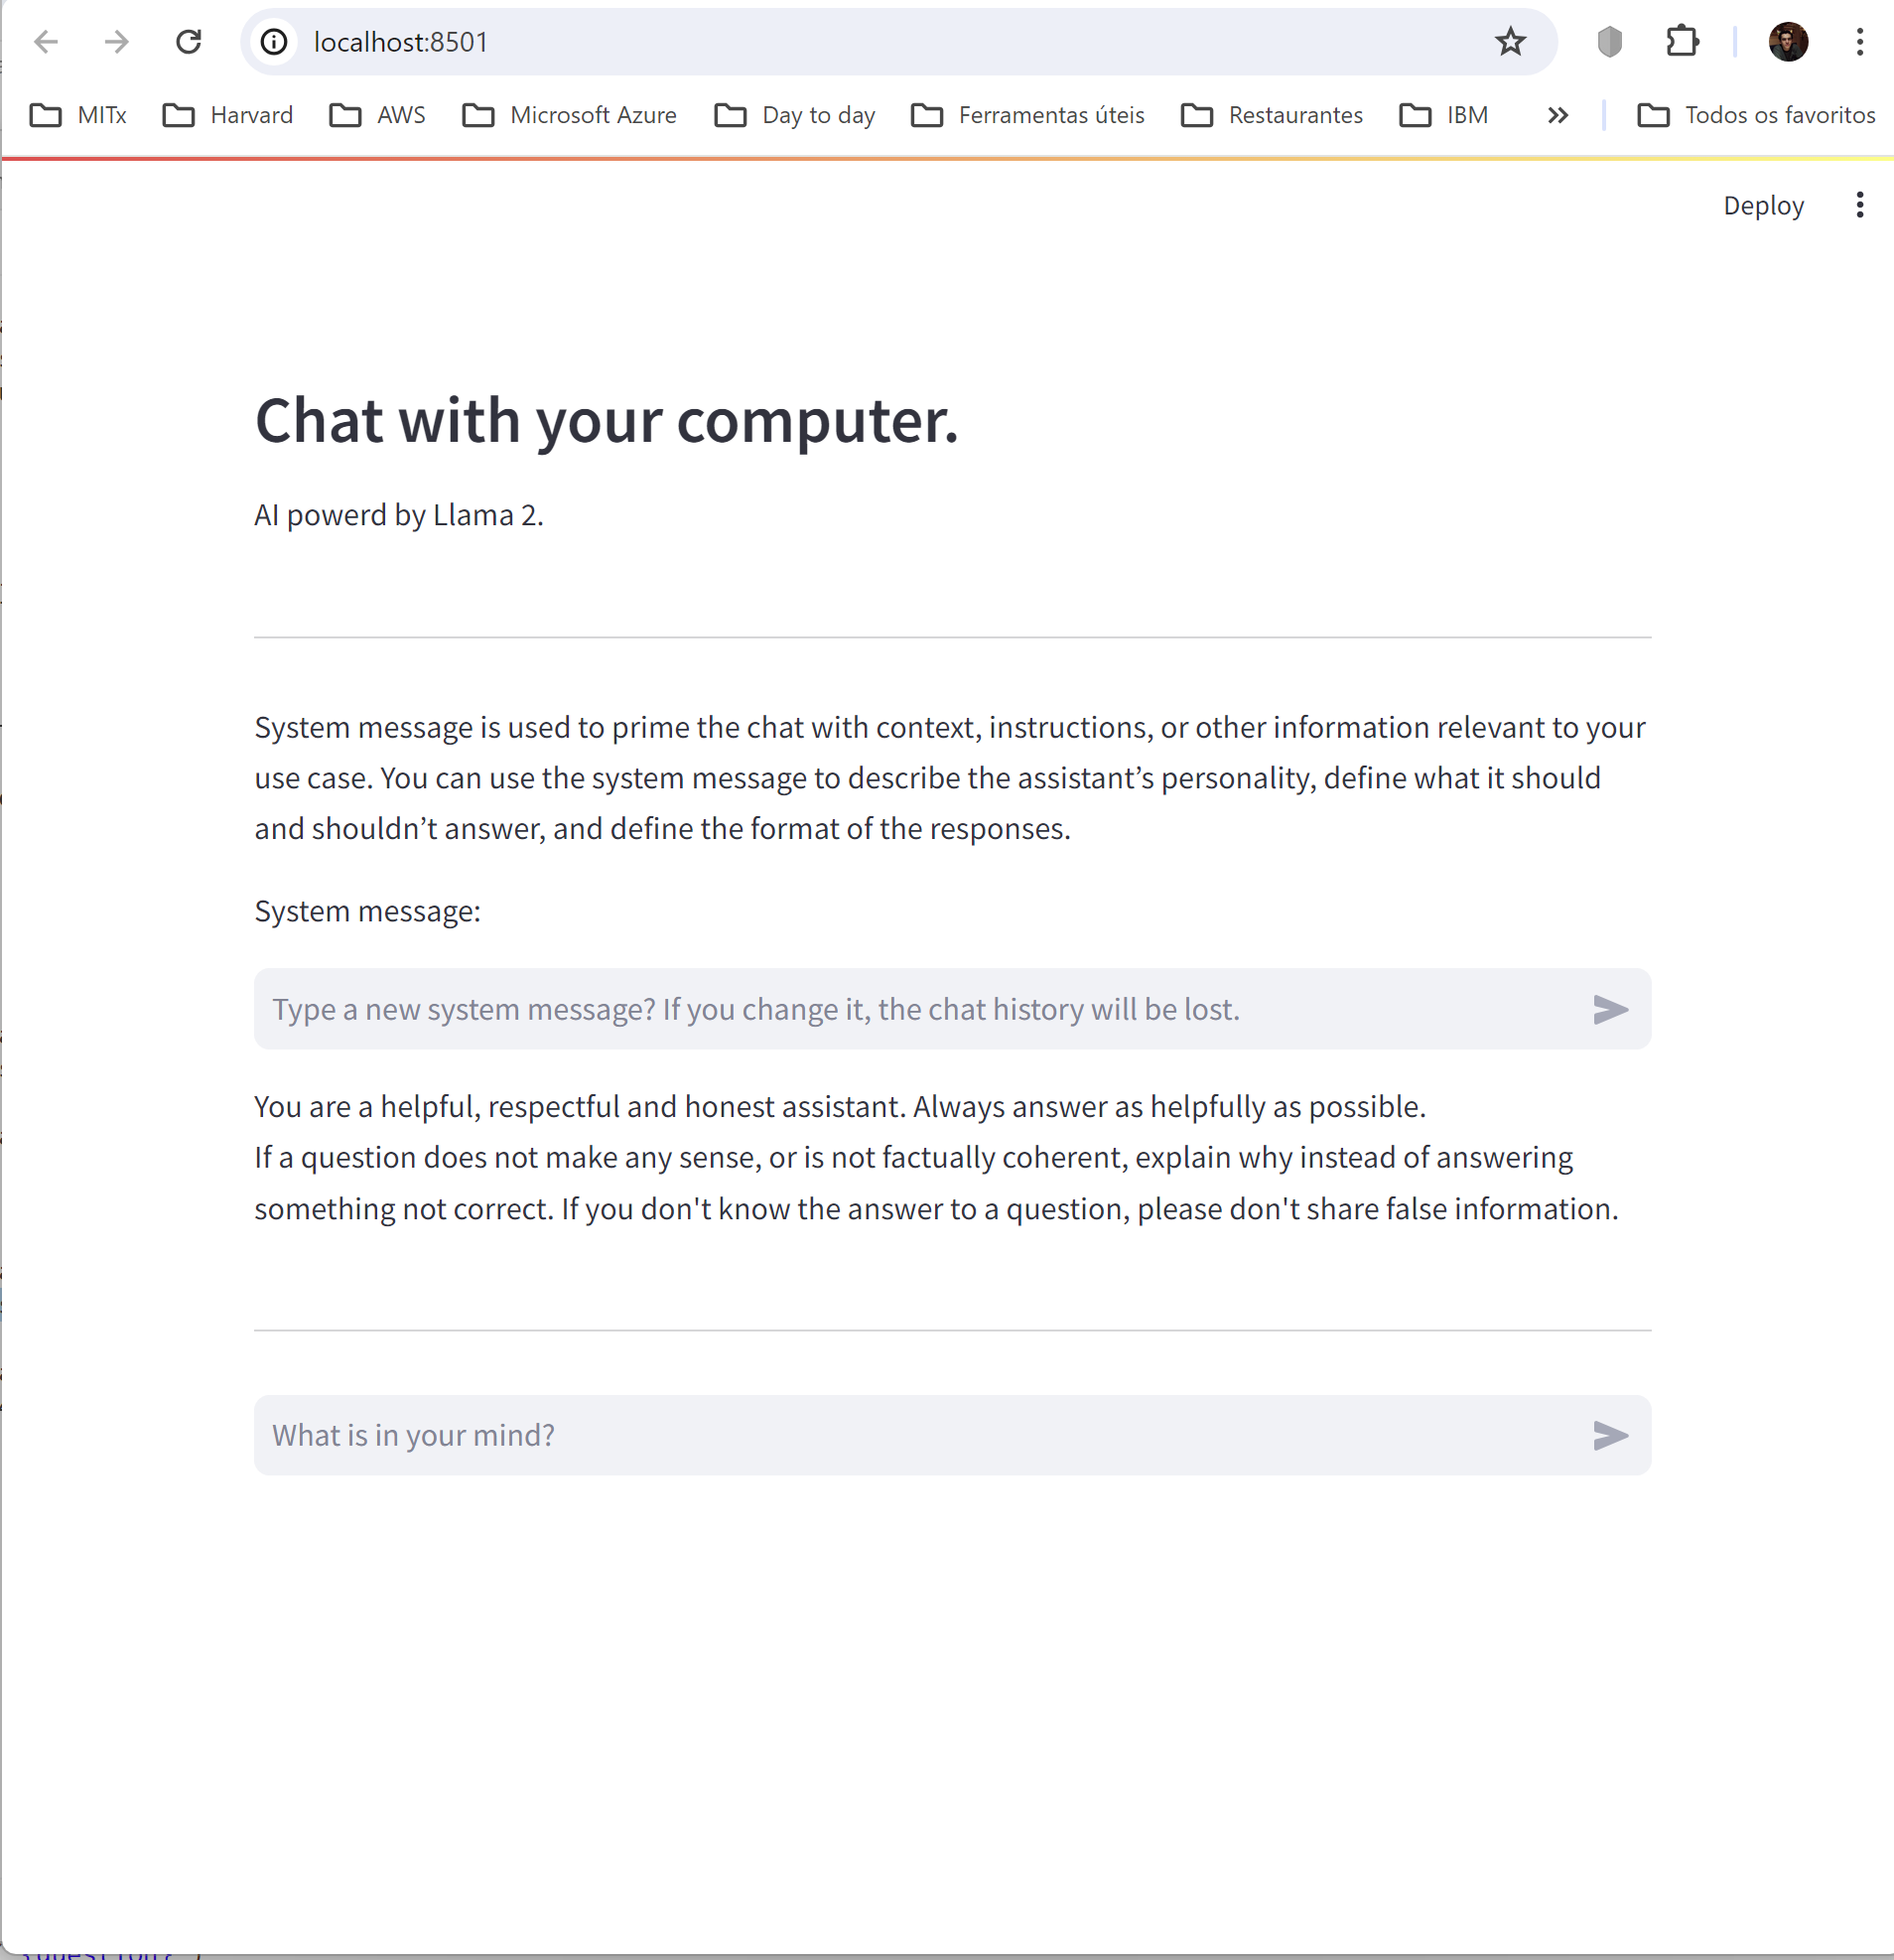 localhost:8501
MITx Harvard AWS Microsoft Azure Day to day Ferramentas úteis Restaurantes IBM Todos os favoritos
Deploy
Chat with your computer.
AI powerd by Llama 2.
System message is used to prime the chat with context, instructions, or other information relevant to your
use case. You can use the system message to describe the assistant’s personality, define what it should
and shouldn’t answer, and define the format of the responses.
System message:
Type a new system message? If you change it, the chat history will be lost.
You are a helpful, respectful and honest assistant. Always answer as helpfully as possible.
If a question does not make any sense, or is not factually coherent, explain why instead of answering
something not correct. If you don't know the answer to a question, please don't share false information.
What is in your mind?